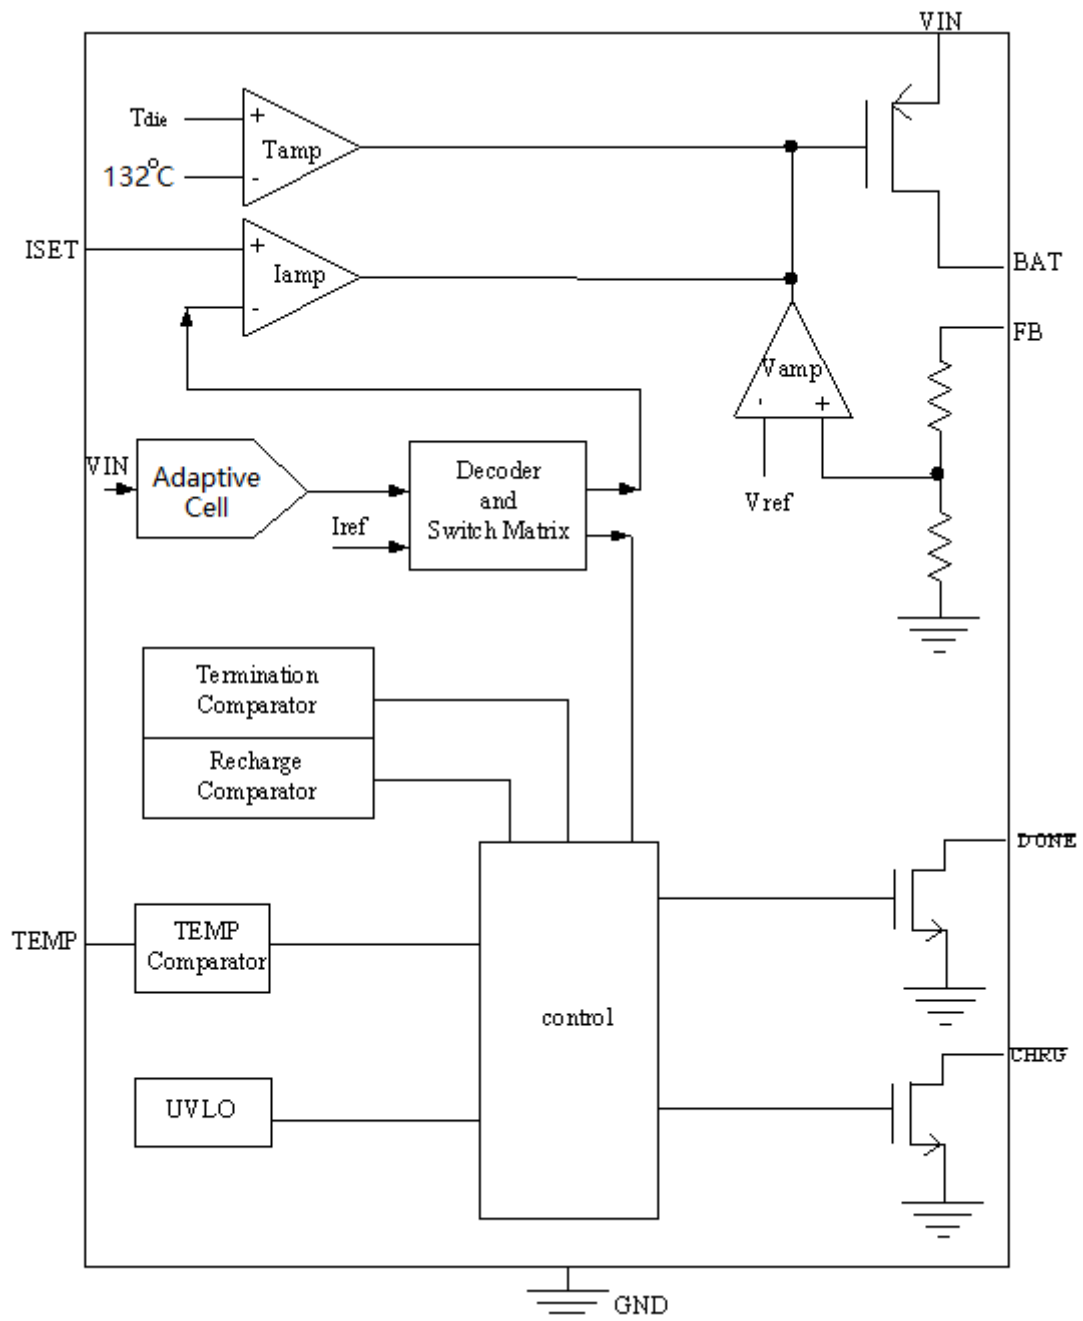 VIN
Tdie
+
Tamp
132°C
-
ISET
+
Iamp
-
BAT
FB
Vamp
- +
VIN
Adaptive
Cell
Decoder
and
Switch Matrix
Iref
Vref
Termination
Comparator
Recharge
Comparator
DONE
TEMP
TEMP
Comparator
control
CHRG
UVLO
GND